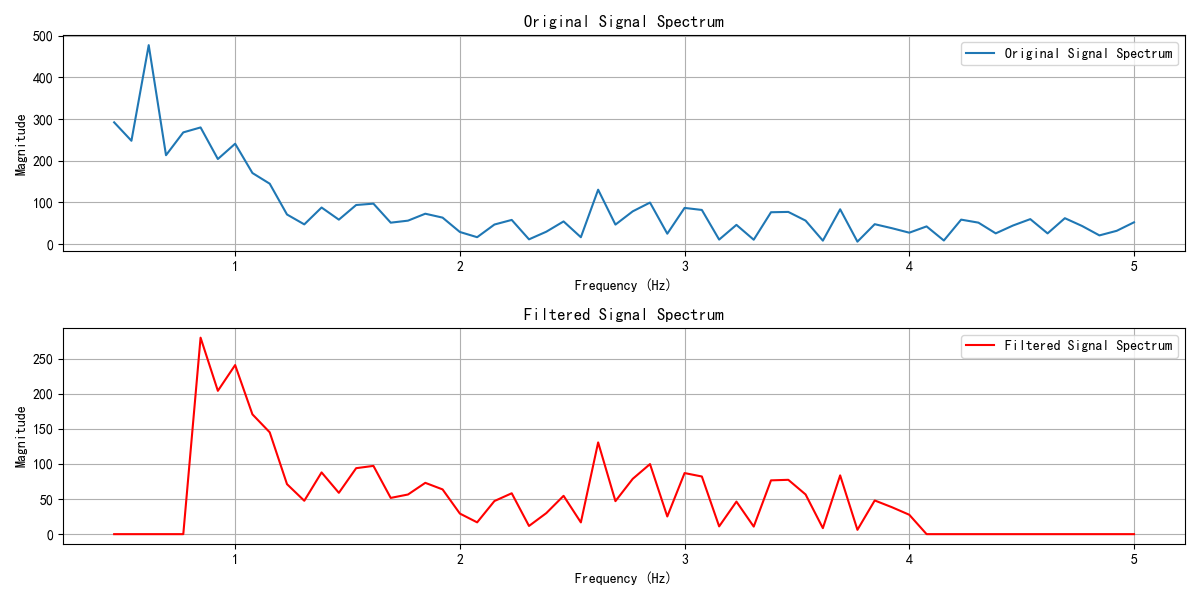 Original Signal Spectrum
Original Signal Spectrum
Magnitude
500
400
300
200
100
0
1 2 3 4 5
Frequency (Hz)
Filtered Signal Spectrum
Filtered Signal Spectrum
Magnitude
250
200
150
100
50
0
1 2 3 4 5
Frequency (Hz)